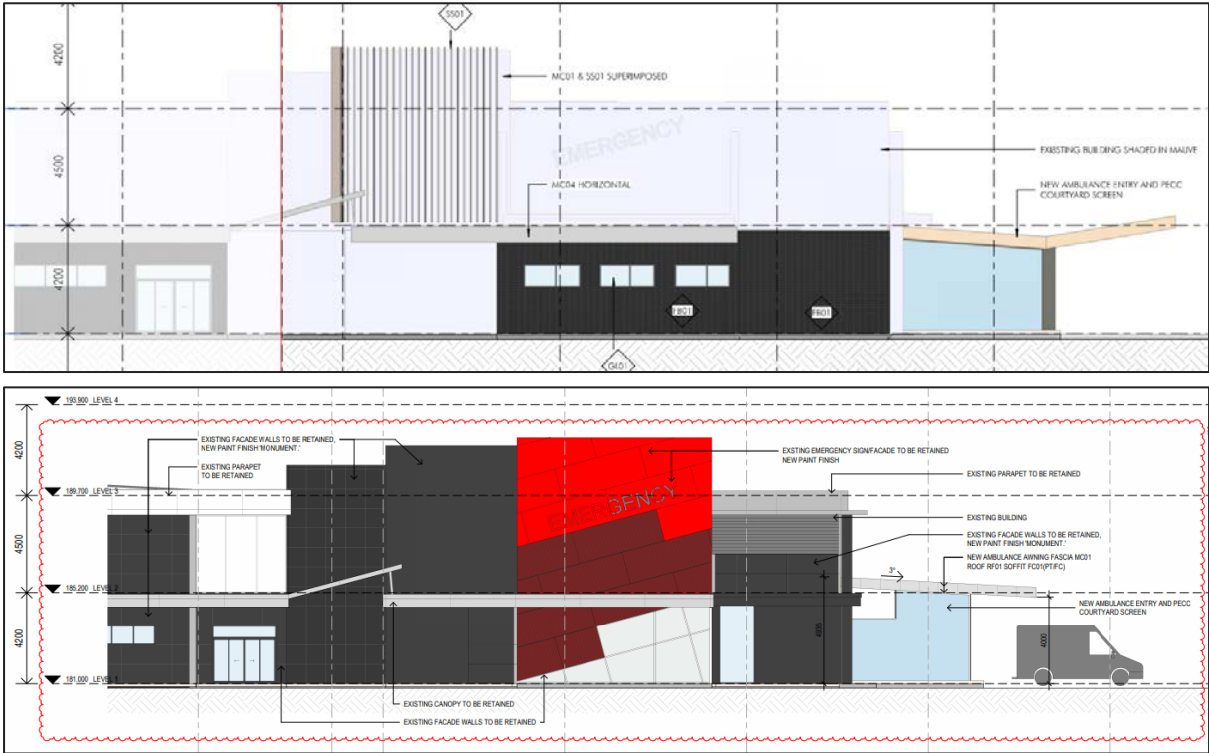 SS01
4200
MC01 & SS01 SUPERIMPOSED
EMERGENCY
EXIBSTING BUILDING SHADED IN MAUVE
4500
MC04 HORIZONTAL
NEW AMBULANCE ENTRY AND PECC
COURTYARD SCREEN
4200
FB01
FB01
GL01
193.900 LEVEL 4
4200
EXISTING FACADE WALLS TO BE RETAINED,
NEW PAINT FINISH 'MONUMENT.'
EXISTING PARAPET
TO BE RETAINED
EXSTING EMERGENCY SIGN/FACADE TO BE RETAINED
NEW PAINT FINISH
EXISTING PARAPET TO BE RETAINED
189.700 LEVEL 3
EMERGENCY
EXISTING BUILDING
EXISTING FACADE WALLS TO BE RETAINED,
NEW PAINT FINISH 'MONUMENT.'
4500
NEW AMBULANCE AWNING FASCIA MC01
ROOF RF01 SOFFIT FC01(PT/FC)
3°
185.200 LEVEL 2
NEW AMBULANCE ENTRY AND PECC
COURTYARD SCREEN
4200
4000
181.000 LEVEL 1
EXISTING CANOPY TO BE RETAINED
EXISTING FACADE WALLS TO BE RETAINED